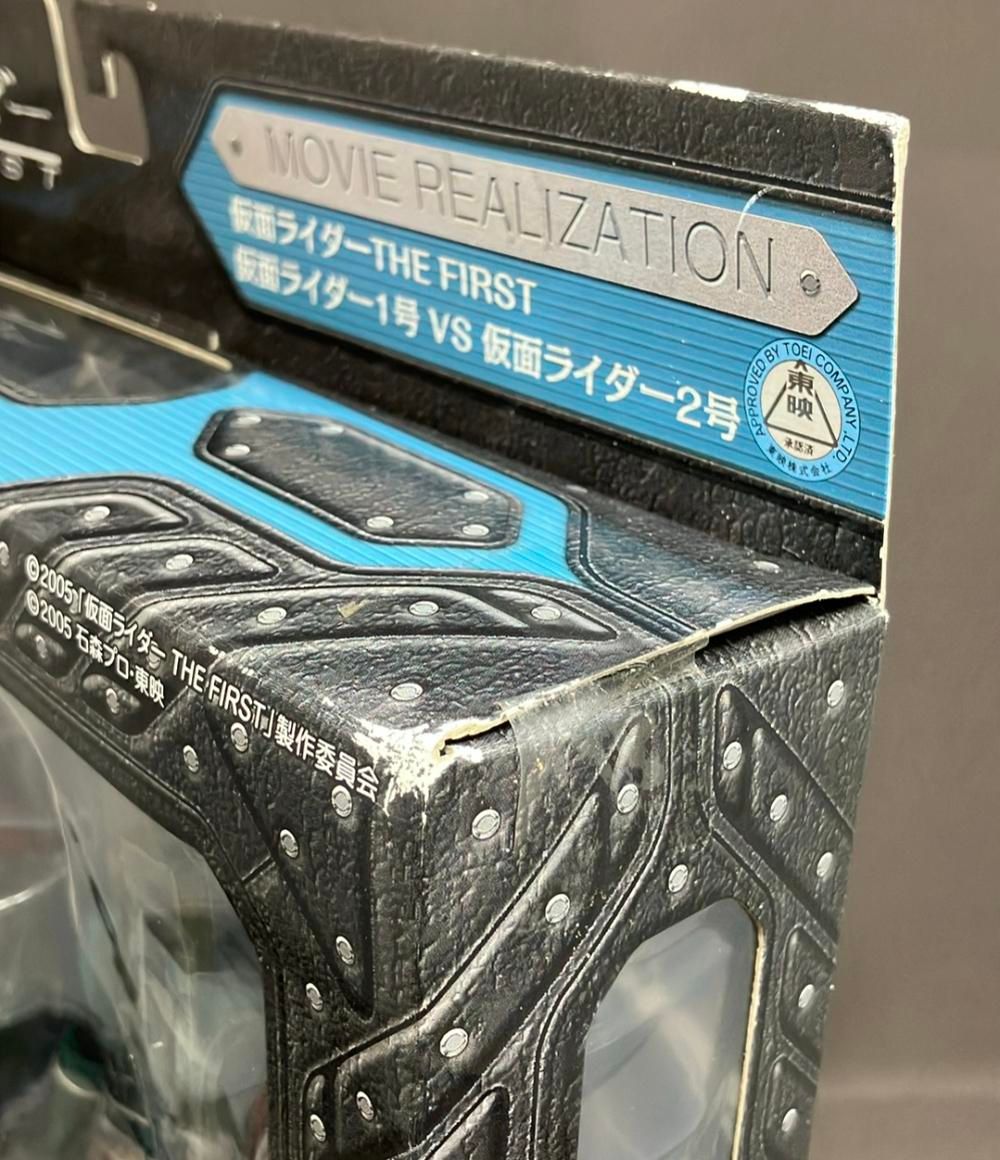 ダー
ST
MOVIE REALIZATION
仮面ライダーTHE FIRST
仮面ライダー1号 VS 仮面ライダー2号
APPROVED BY TOEI COMPANY, LTD.
東映
承認済
東映株式会社
©2005「仮面ライダー THE FIRST」製作委員会
©2005 石森プロ・東映